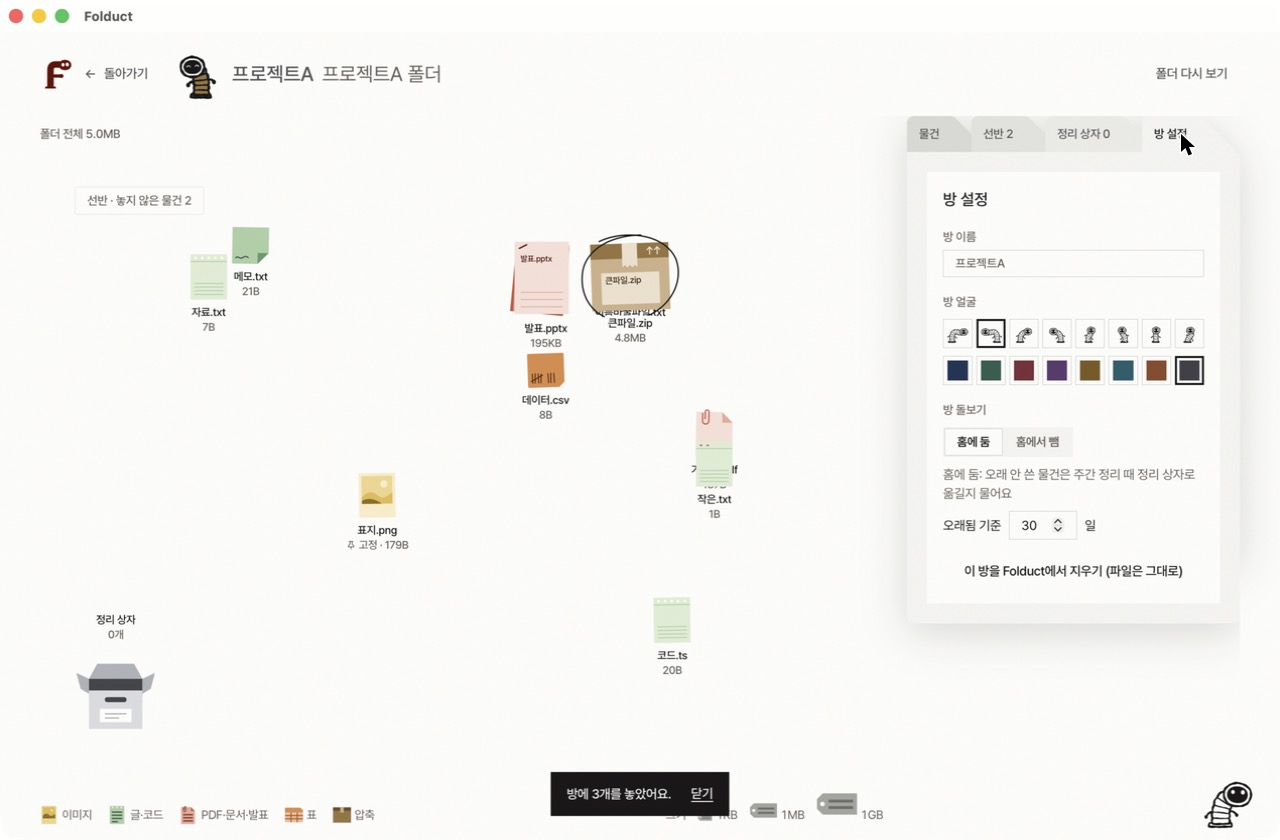 Folduct
← 돌아가기
프로젝트A 프로젝트A 폴더
폴더 다시 보기
폴더 전체 5.0MB
물건
선반 2
정리 상자 0
방 설정
선반 · 놓지 않은 물건 2
메모.txt
21B
자료.txt
7B
발표.pptx
발표.pptx
195KB
큰파일.zip
큰파일.zip
4.8MB
데이터.csv
8B
작은.txt
1B
표지.png
고정 · 179B
코드.ts
20B
정리 상자
0개
방 설정
방 이름
프로젝트A
방 얼굴
방 돌보기
홈에 둠
홈에서 뺌
홈에 둠: 오래 안 쓴 물건은 주간 정리 때 정리 상자로
옮길지 물어요
오래됨 기준 30 일
이 방을 Folduct에서 지우기 (파일은 그대로)
방에 3개를 놓았어요. 닫기
이미지
글·코드
PDF·문서·발표
표
압축
1MB
1GB